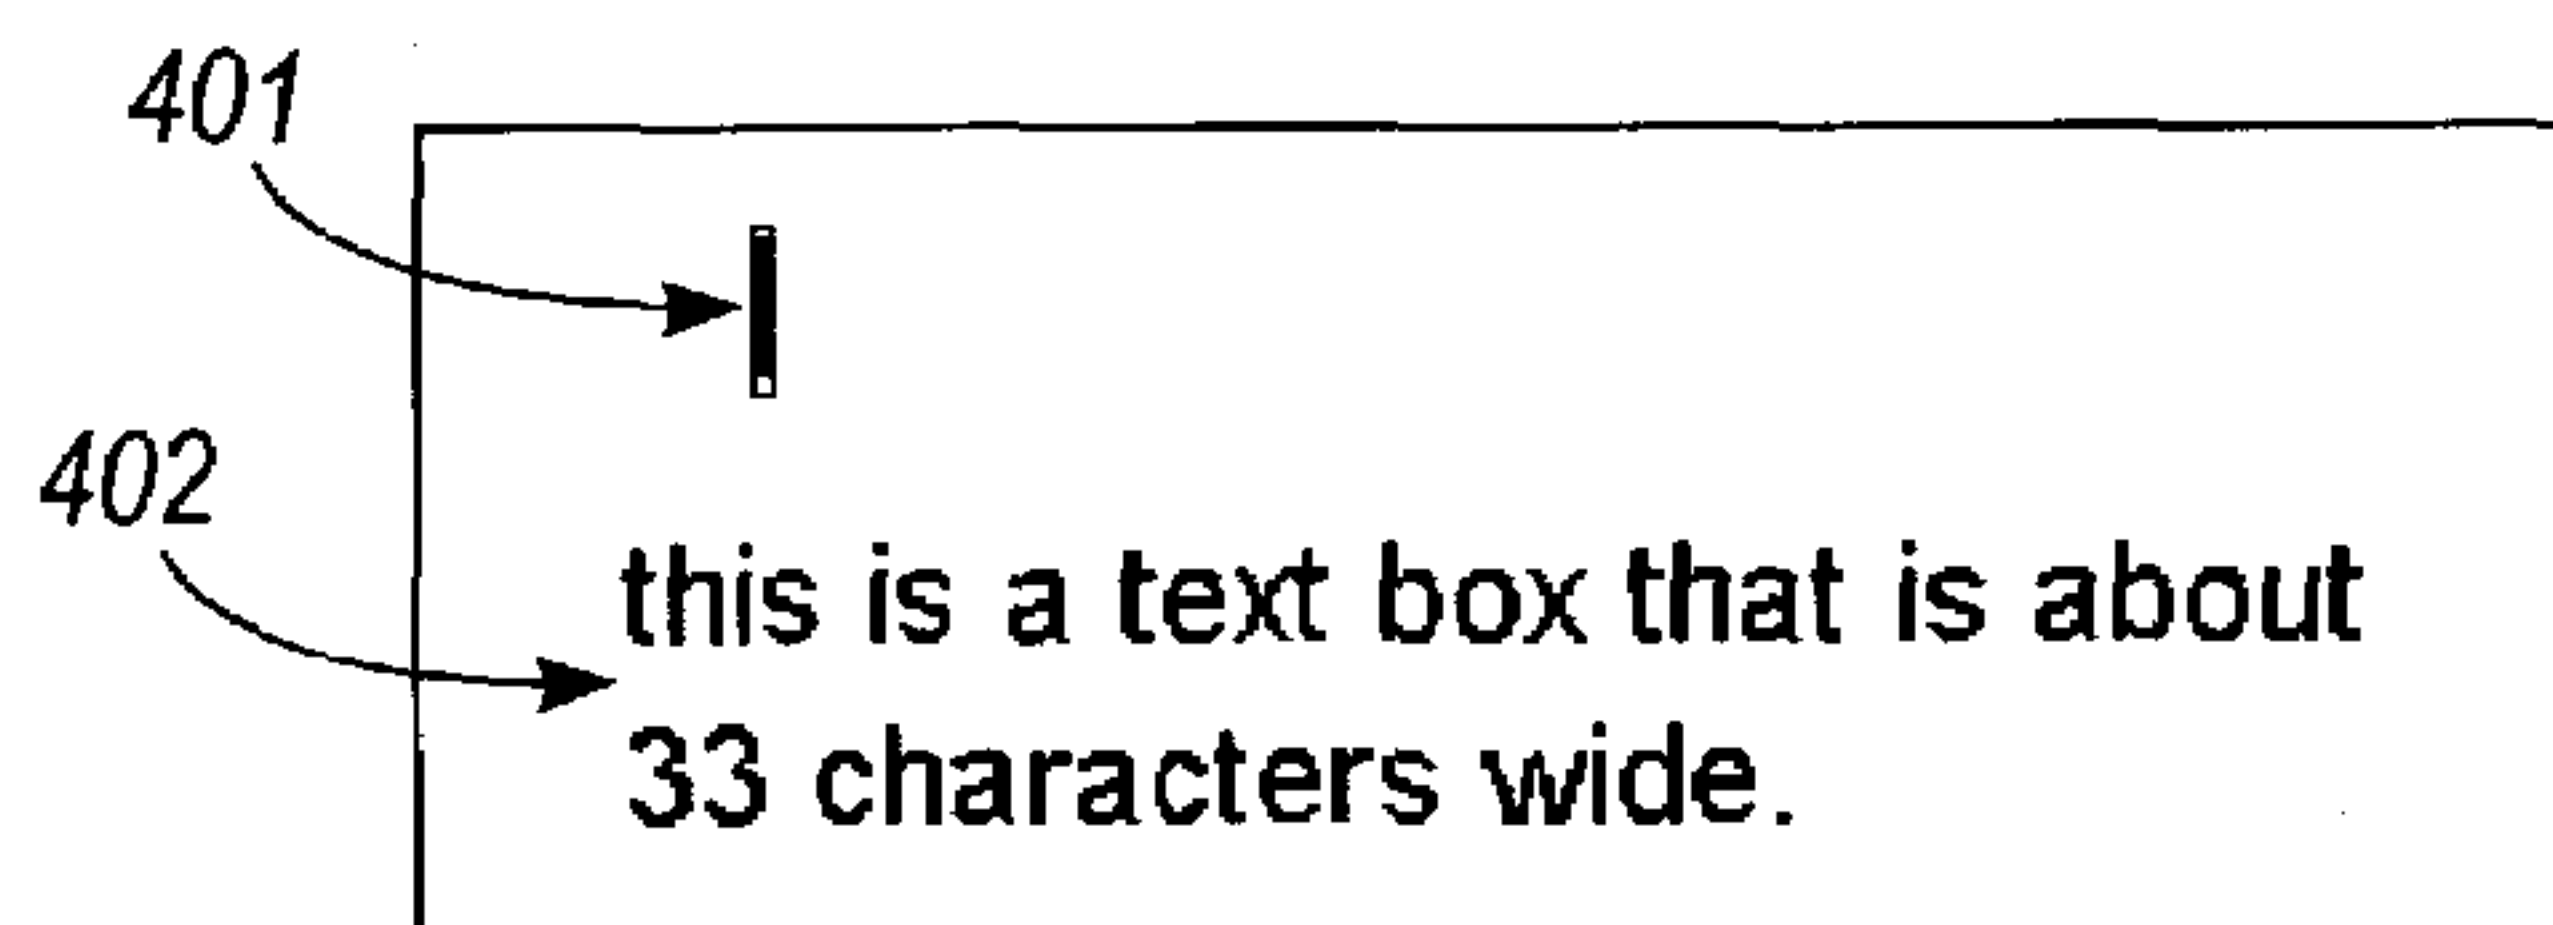 401
402
this is a text box that is about
33 characters wide.